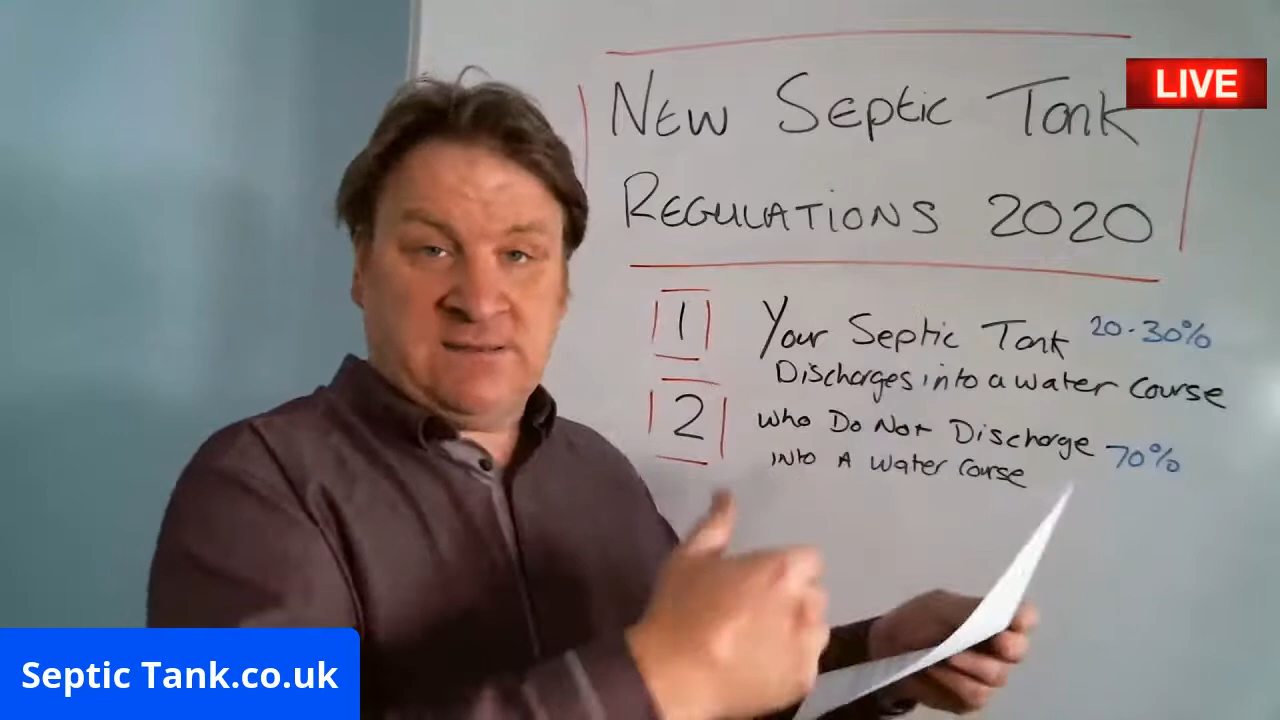 LIVE
NEW Septic Tank
REGULATIONS 2020
1 Your Septic Tank 20-30%
Discharges into a water course
2 Who Do Not Discharge 70%
INto A Water Course
Septic Tank.co.uk